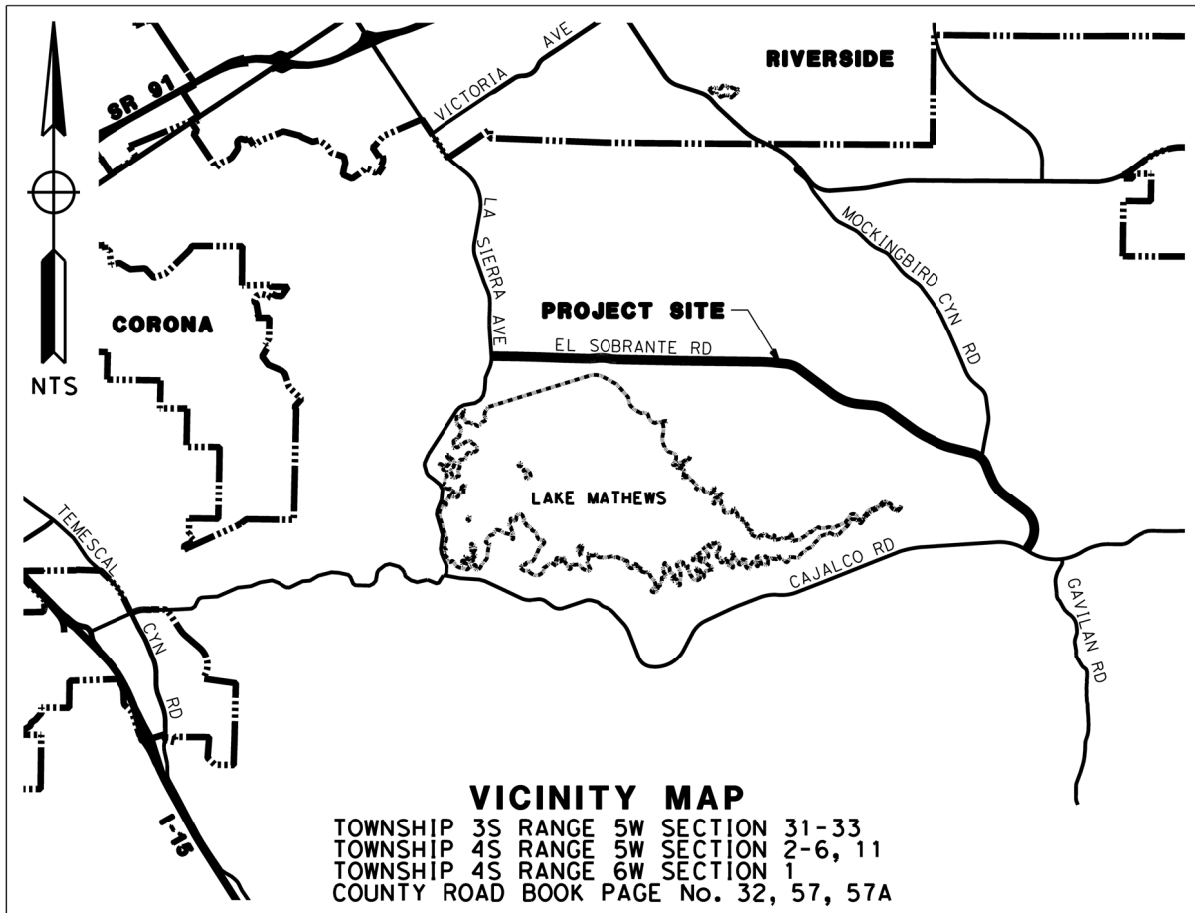 SR 91
VICTORIA AVE
RIVERSIDE
LA SIERRA AVE
MOCKINGBIRD CYN RD
CORONA
PROJECT SITE
EL SOBRANTE RD
NTS
LAKE MATHEWS
TEMESCAL CYN RD
CAJALCO RD
GAVILAN RD
I-15
VICINITY MAP
TOWNSHIP 3S RANGE 5W SECTION 31-33
TOWNSHIP 4S RANGE 5W SECTION 2-6, 11
TOWNSHIP 4S RANGE 6W SECTION 1
COUNTY ROAD BOOK PAGE No. 32, 57, 57A